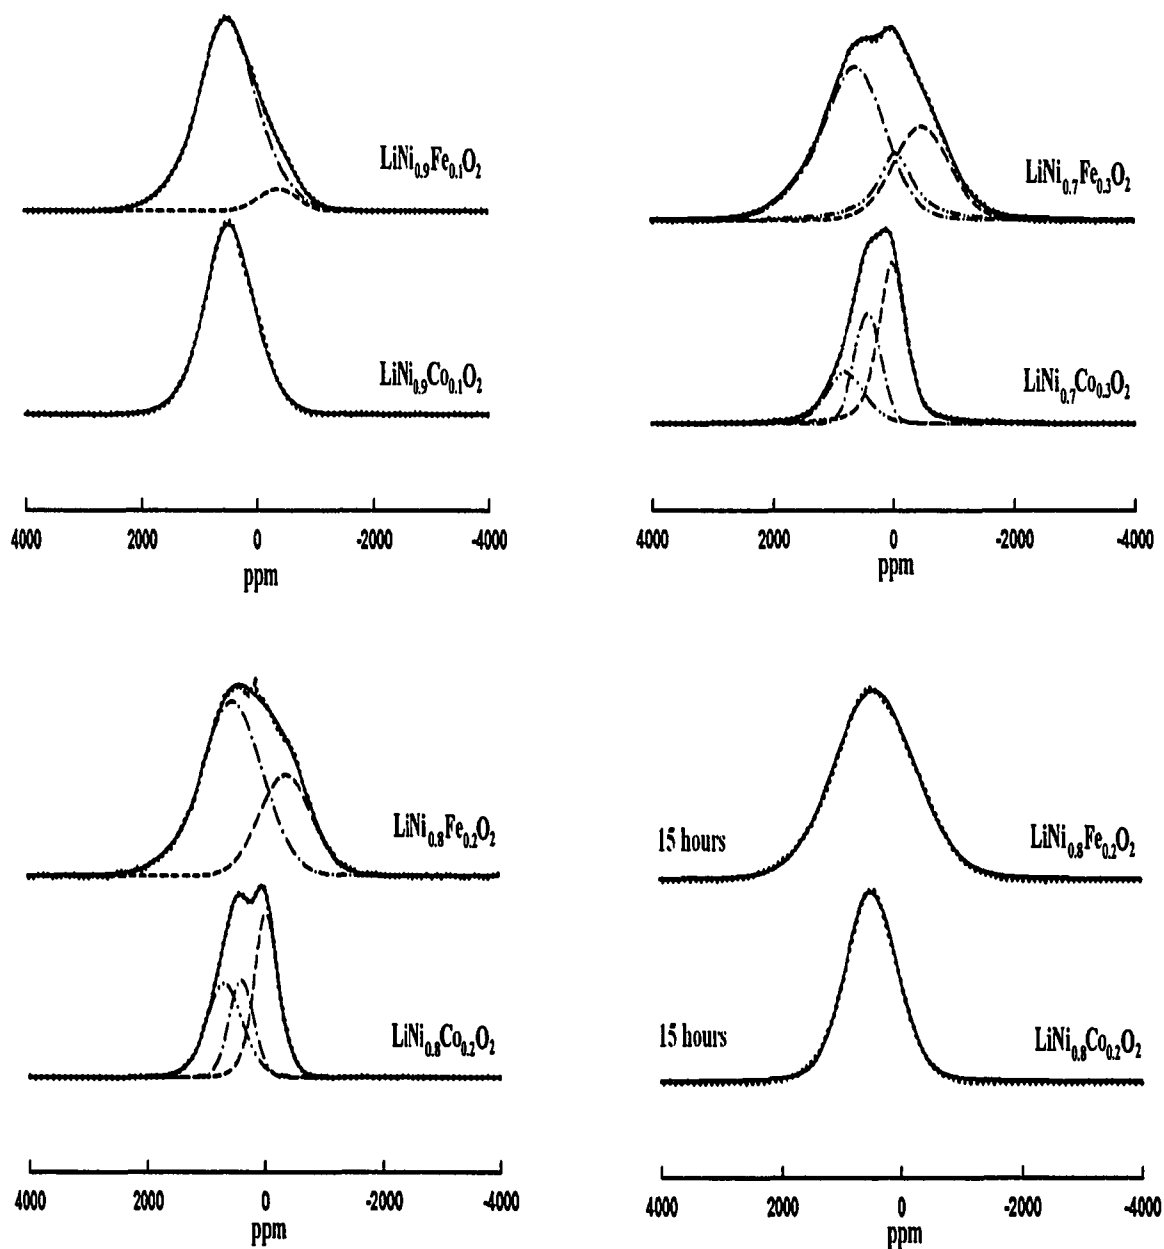 LiNi0.9Fe0.1O2
LiNi0.9Co0.1O2
4000 2000 0 -2000 -4000
ppm
LiNi0.7Fe0.3O2
LiNi0.7Co0.3O2
4000 2000 0 -2000 -4000
ppm
LiNi0.8Fe0.2O2
LiNi0.8Co0.2O2
4000 2000 0 -2000 -4000
ppm
15 hours LiNi0.8Fe0.2O2
15 hours LiNi0.8Co0.2O2
4000 2000 0 -2000 -4000
ppm